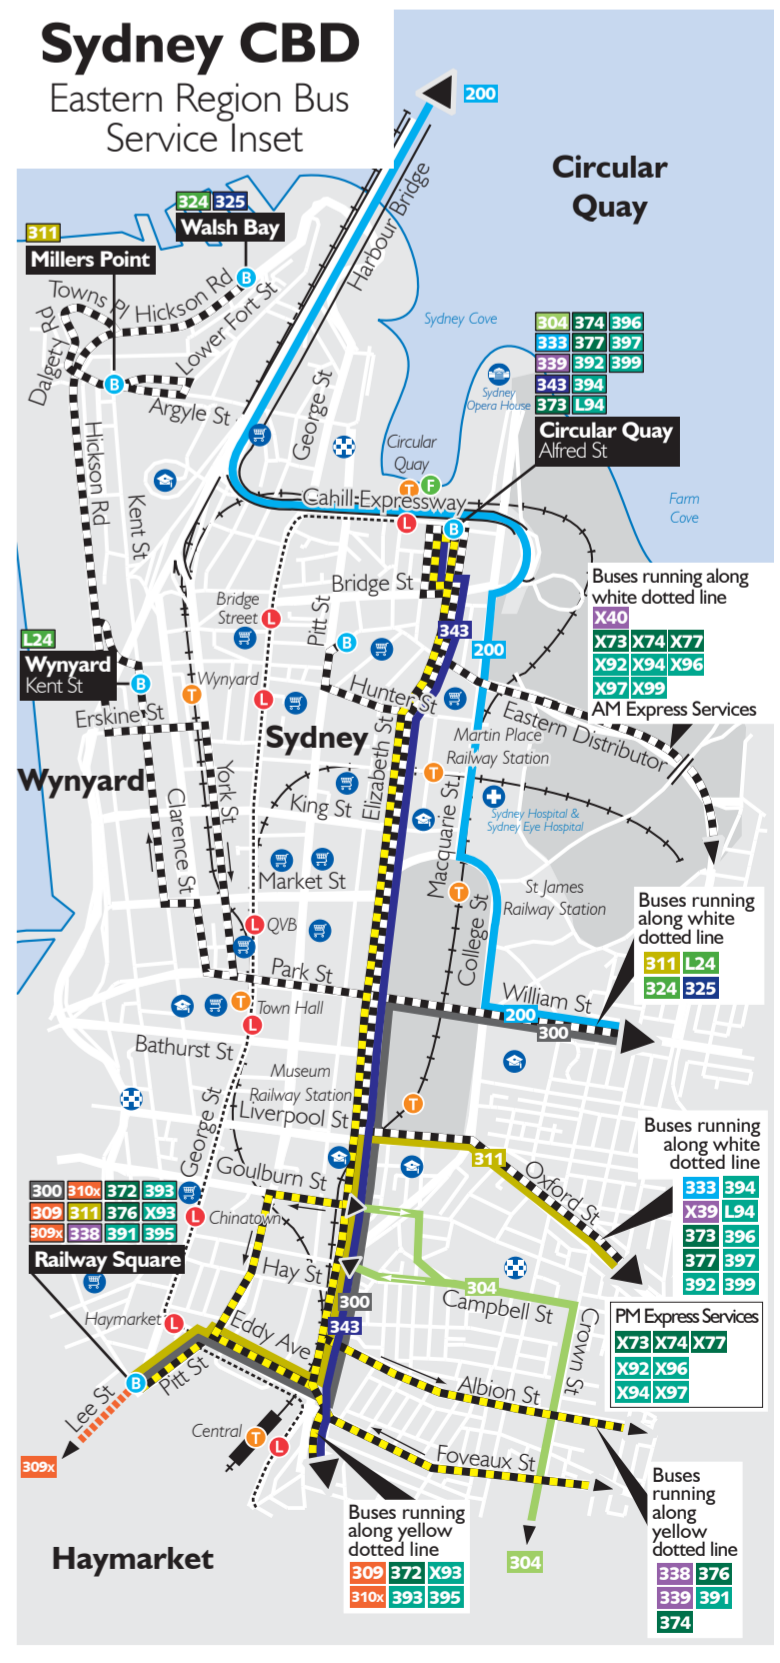 Sydney CBD
Eastern Region Bus
Service Inset
200
Circular
Quay
Harbour Bridge
324 325
Walsh Bay
311
Millers Point
Towns Pl
Hickson Rd
Lower Fort St
Dalgety Rd
Argyle St
Hickson Rd
Kent St
George St
Sydney Cove
Sydney
Opera House
304 374 396
333 377 397
339 392 399
343 394
373 L94
Circular Quay
Alfred St
Circular
Quay
T F
Cahill Expressway
L
B
B
B
Farm
Cove
Bridge St
Bridge
Street
L
Pitt St
B
343
200
Buses running along
white dotted line
X40
X73 X74 X77
X92 X94 X96
X97 X99
AM Express Services
L24
Wynyard
Kent St
B
T
Wynyard
L
Hunter St
Eastern Distributor
Erskine St
Sydney
Elizabeth St
Martin Place
Railway Station
T
Wynyard
York St
Clarence St
King St
Macquarie St
Sydney Hospital &
Sydney Eye Hospital
Market St
T
St James
Railway Station
College St
L
QVB
Park St
Buses running
along white
dotted line
311 L24
324 325
William St
200
300
T
Town Hall
L
Bathurst St
Museum
Railway Station
T
Liverpool St
George St
Goulburn St
311
Oxford St
Buses running
along white
dotted line
333 394
X39 L94
373 396
377 397
392 399
300 310x 372 393
309 311 376 X93
309x 338 391 395
Railway Square
L
Chinatown
Hay St
300
343
304
Campbell St
Crown St
PM Express Services
X73 X74 X77
X92 X96
X94 X97
Haymarket
L
Eddy Ave
B
Pitt St
Lee St
Albion St
Central
T
L
Foveaux St
309x
Haymarket
Buses running
along yellow
dotted line
309 372 X93
310x 393 395
304
Buses
running
along
yellow
dotted line
338 376
339 391
374